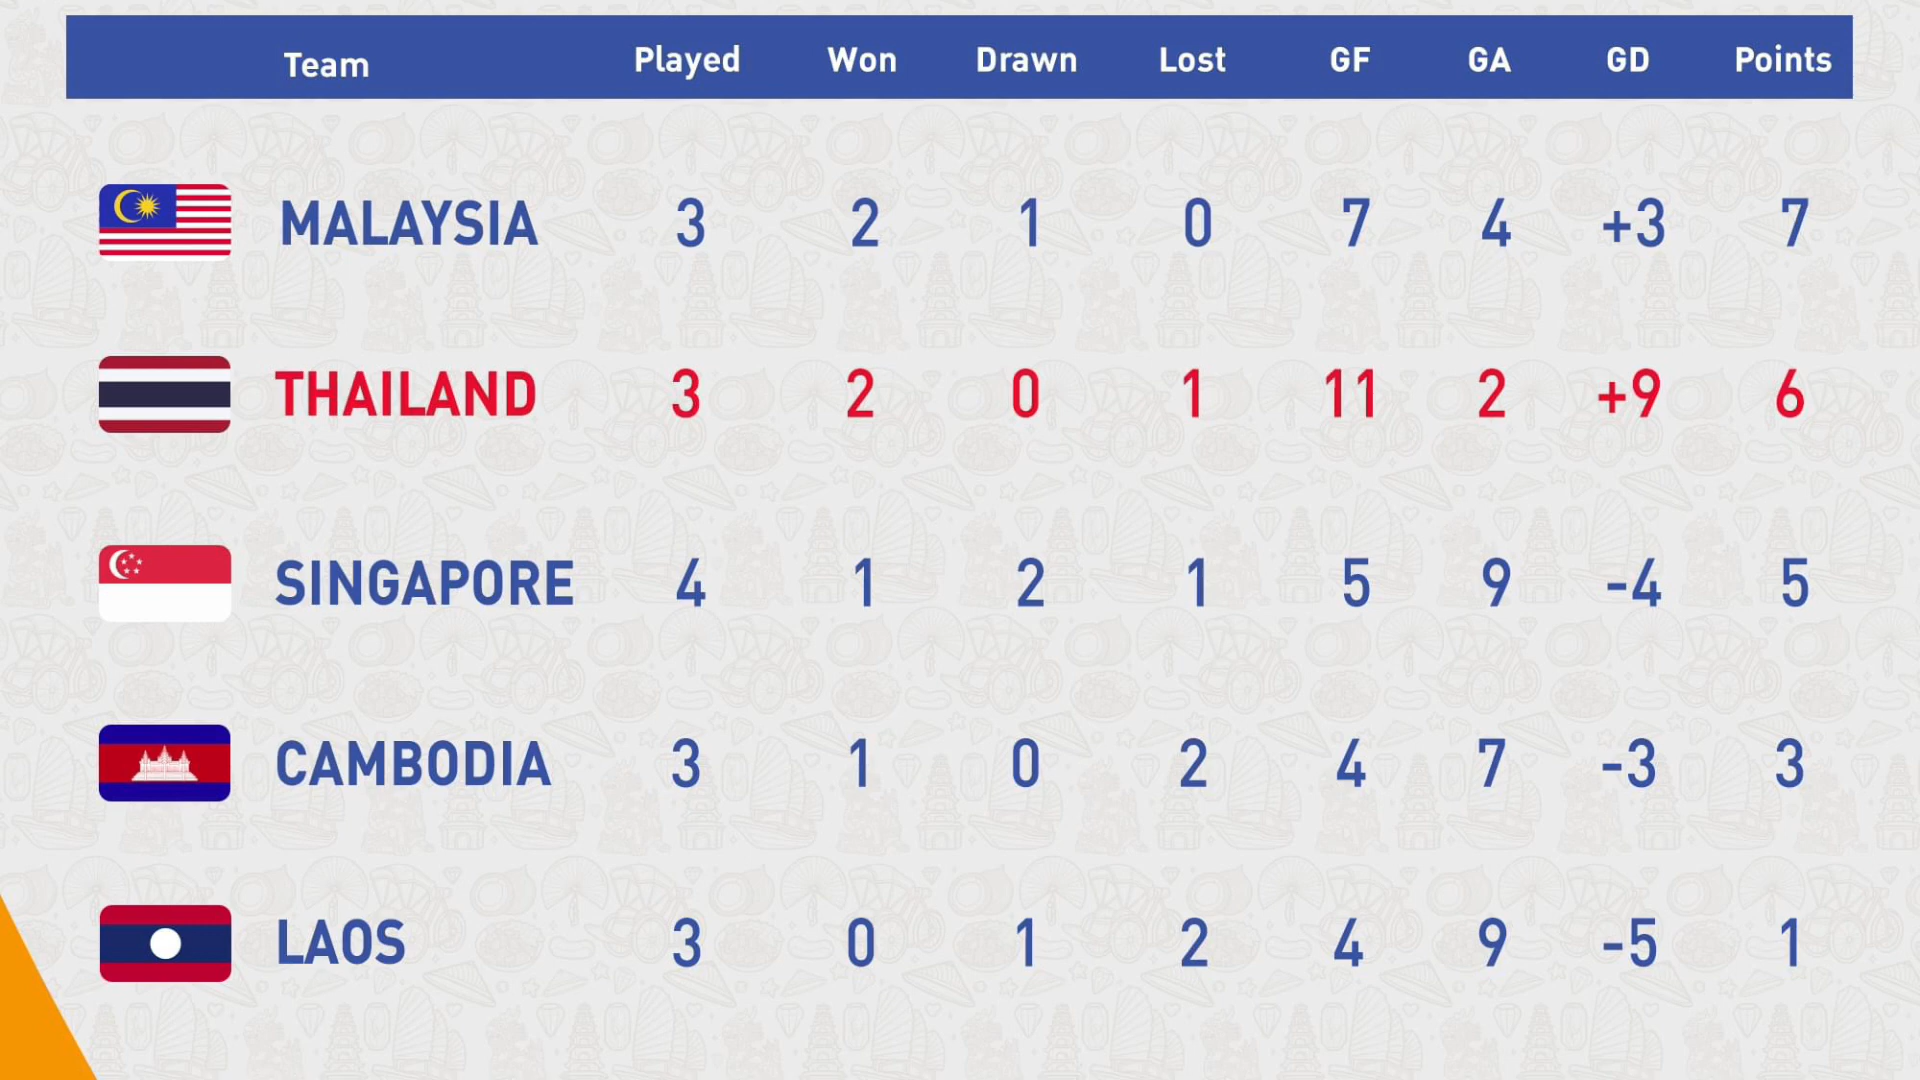 Team Played Won Drawn Lost GF GA GD Points
MALAYSIA 3 2 1 0 7 4 +3 7
THAILAND 3 2 0 1 11 2 +9 6
SINGAPORE 4 1 2 1 5 9 -4 5
CAMBODIA 3 1 0 2 4 7 -3 3
LAOS 3 0 1 2 4 9 -5 1